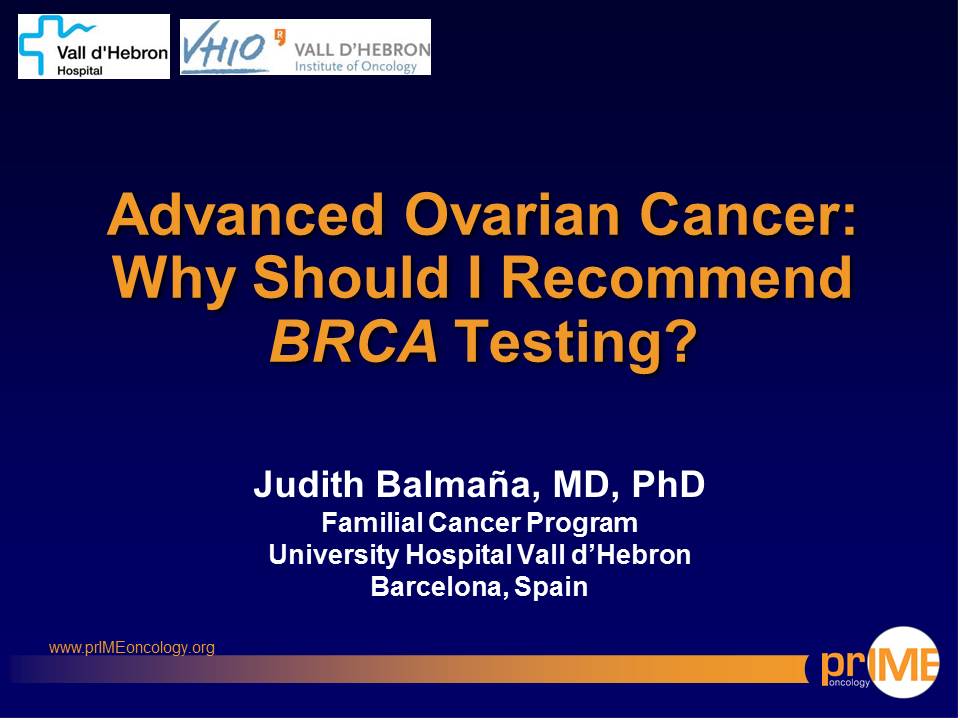 Vall d'Hebron
Hospital
VHIO
VALL D'HEBRON
Institute of Oncology
Advanced Ovarian Cancer:
Why Should I Recommend
BRCA Testing?
Judith Balmaña, MD, PhD
Familial Cancer Program
University Hospital Vall d’Hebron
Barcelona, Spain
www.prIMEoncology.org
prIME
oncology